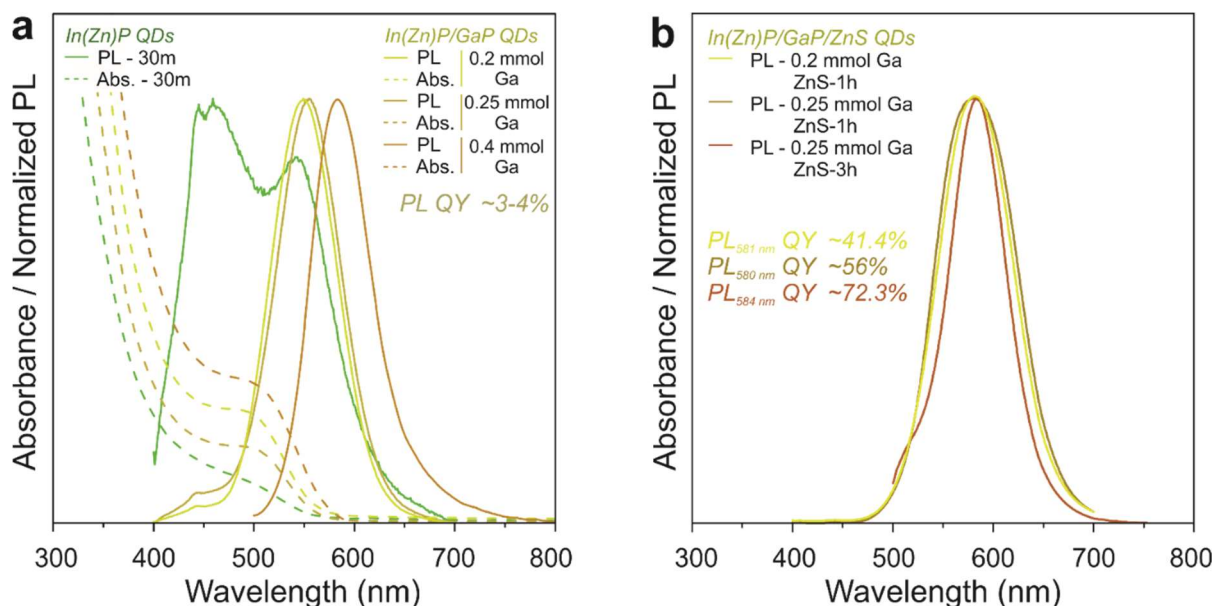 a
In(Zn)P QDs
PL - 30m
Abs. - 30m
In(Zn)P/GaP QDs
PL 0.2 mmol
Abs. Ga
PL 0.25 mmol
Abs. Ga
PL 0.4 mmol
Abs. Ga
PL QY ~3-4%
Absorbance / Normalized PL
300 400 500 600 700 800
Wavelength (nm)
b
In(Zn)P/GaP/ZnS QDs
PL - 0.2 mmol Ga
ZnS-1h
PL - 0.25 mmol Ga
ZnS-1h
PL - 0.25 mmol Ga
ZnS-3h
PL581 nm QY ~41.4%
PL580 nm QY ~56%
PL584 nm QY ~72.3%
Absorbance / Normalized PL
300 400 500 600 700 800
Wavelength (nm)